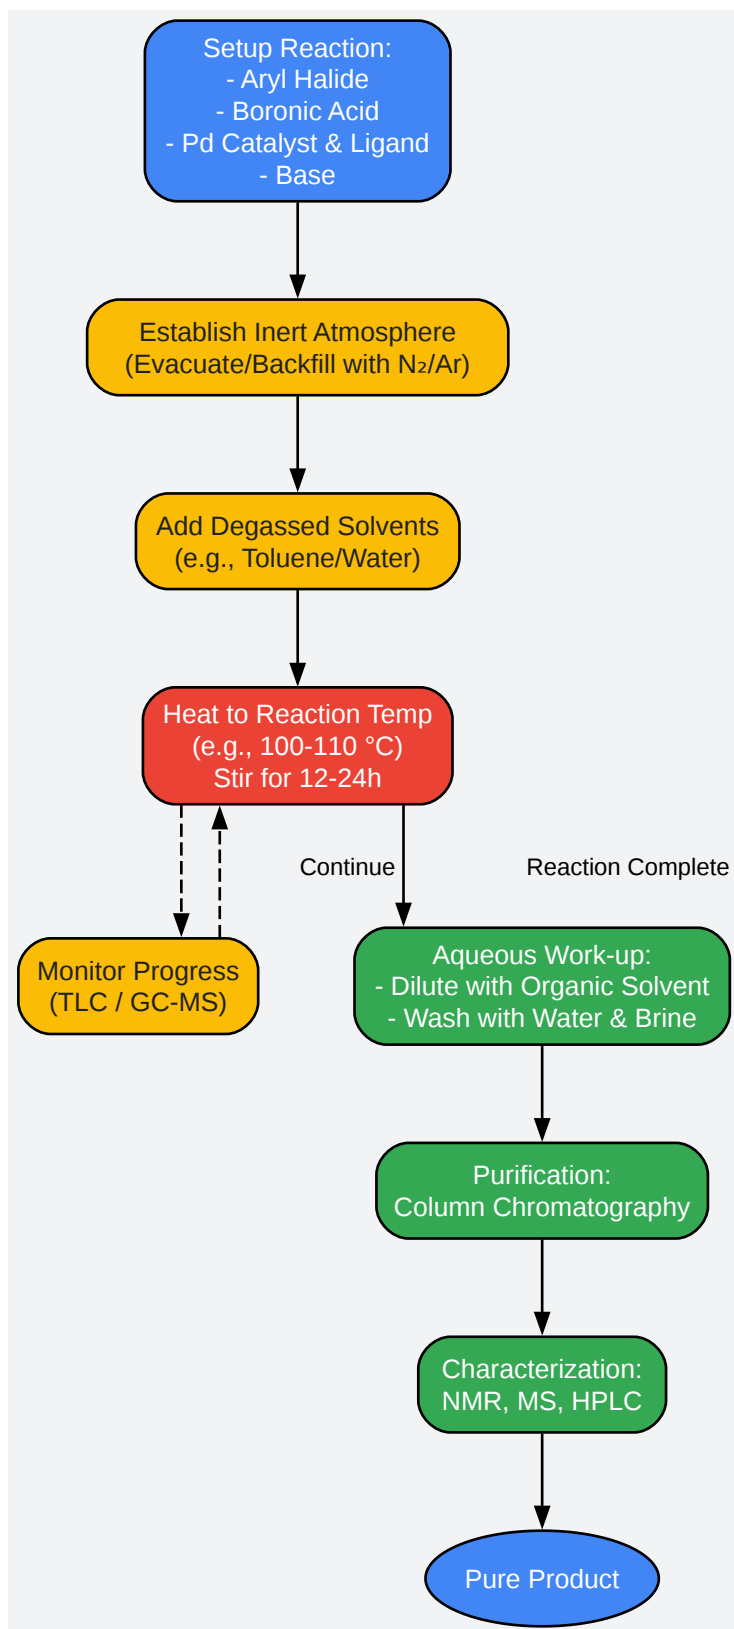 Setup Reaction:
- Aryl Halide
- Boronic Acid
- Pd Catalyst & Ligand
- Base
Establish Inert Atmosphere
(Evacuate/Backfill with N₂/Ar)
Add Degassed Solvents
(e.g., Toluene/Water)
Heat to Reaction Temp
(e.g., 100-110 °C)
Stir for 12-24h
Continue
Reaction Complete
Monitor Progress
(TLC / GC-MS)
Aqueous Work-up:
- Dilute with Organic Solvent
- Wash with Water & Brine
Purification:
Column Chromatography
Characterization:
NMR, MS, HPLC
Pure Product